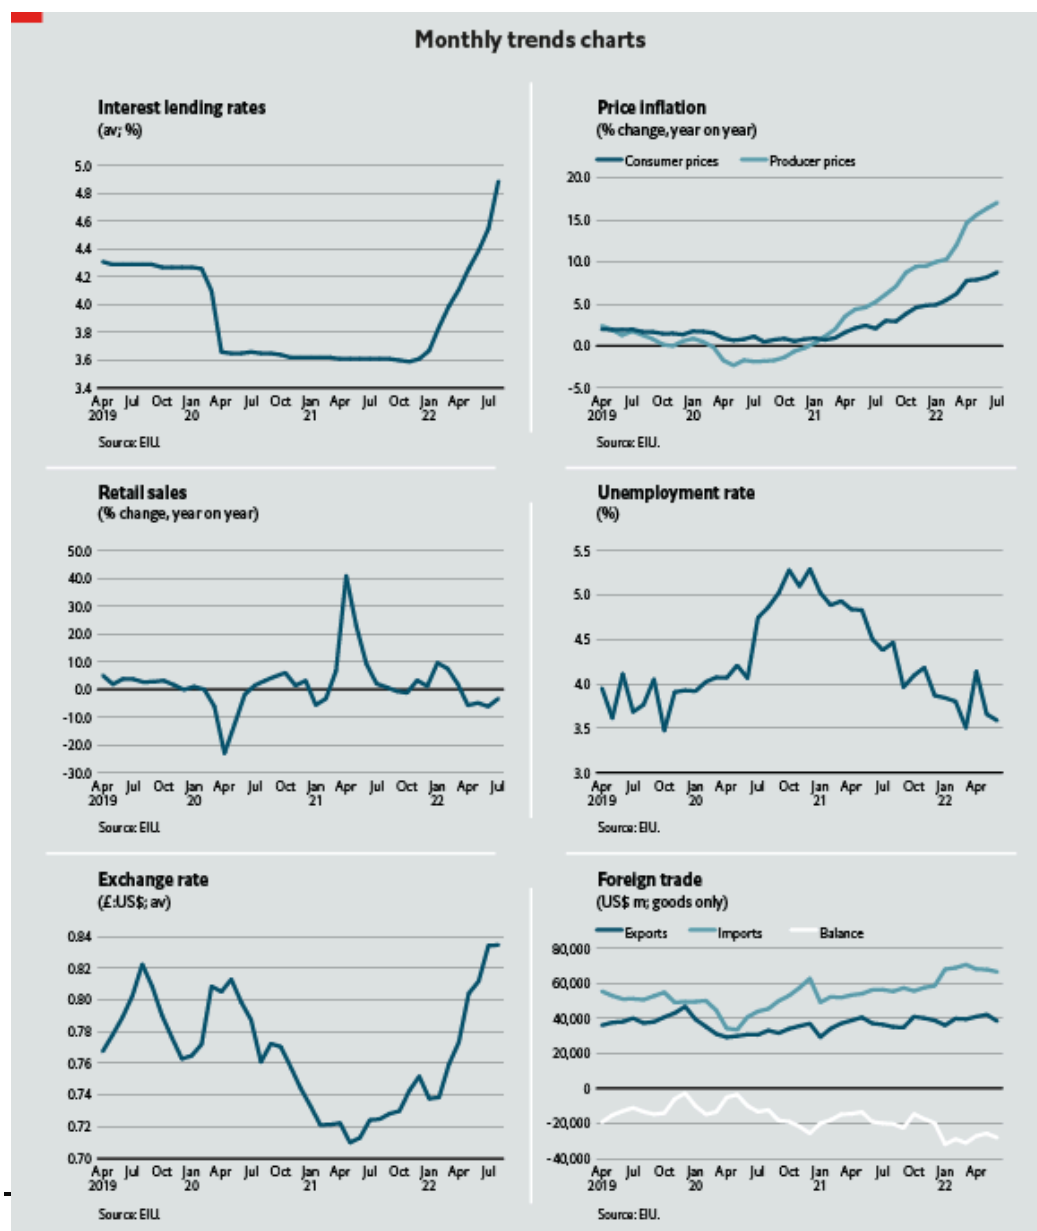 Monthly trends charts
Interest lending rates
(av; %)
5.0
4.8
4.6
4.4
4.2
4.0
3.8
3.6
3.4
Apr Jul Oct Jan Apr Jul Oct Jan Apr Jul Oct Jan Apr Jul
2019 20 21 22
Source: EIU.
Price inflation
(% change, year on year)
Consumer prices Producer prices
20.0
15.0
10.0
5.0
0.0
-5.0
Apr Jul Oct Jan Apr Jul Oct Jan Apr Jul Oct Jan Apr Jul
2019 20 21 22
Source: EIU.
Retail sales
(% change, year on year)
50.0
40.0
30.0
20.0
10.0
0.0
-10.0
-20.0
-30.0
Apr Jul Oct Jan Apr Jul Oct Jan Apr Jul Oct Jan Apr Jul
2019 20 21 22
Source: EIU.
Unemployment rate
(%)
5.5
5.0
4.5
4.0
3.5
3.0
Apr Jul Oct Jan Apr Jul Oct Jan Apr Jul Oct Jan Apr
2019 20 21 22
Source: EIU.
Exchange rate
(£:US$; av)
0.84
0.82
0.80
0.78
0.76
0.74
0.72
0.70
Apr Jul Oct Jan Apr Jul Oct Jan Apr Jul Oct Jan Apr Jul
2019 20 21 22
Source: EIU.
Foreign trade
(US$ m; goods only)
Exports Imports Balance
80,000
60,000
40,000
20,000
0
-20,000
-40,000
Apr Jul Oct Jan Apr Jul Oct Jan Apr Jul Oct Jan Apr
2019 20 21 22
Source: EIU.